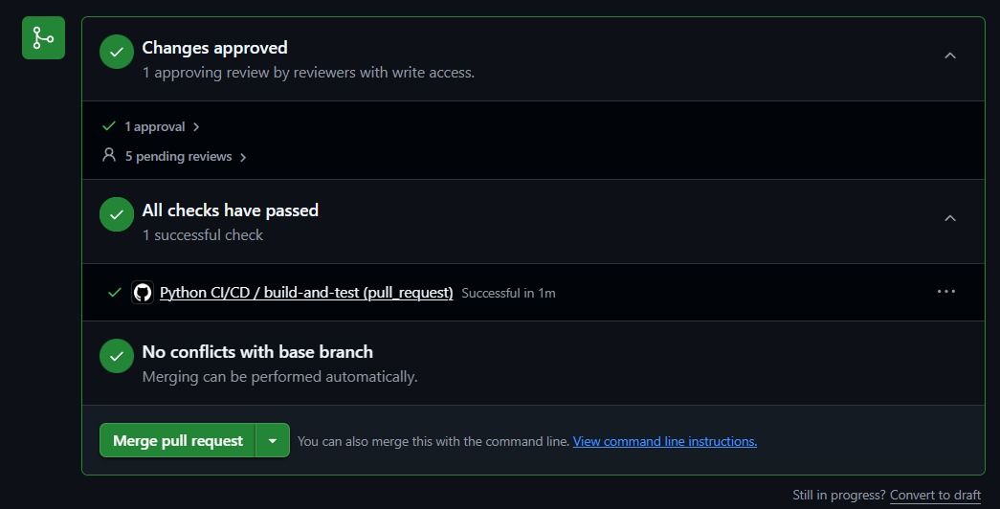 Changes approved
1 approving review by reviewers with write access.
1 approval
5 pending reviews
All checks have passed
1 successful check
Python CI/CD / build-and-test (pull_request) Successful in 1m
No conflicts with base branch
Merging can be performed automatically.
Merge pull request You can also merge this with the command line. View command line instructions.
Still in progress? Convert to draft